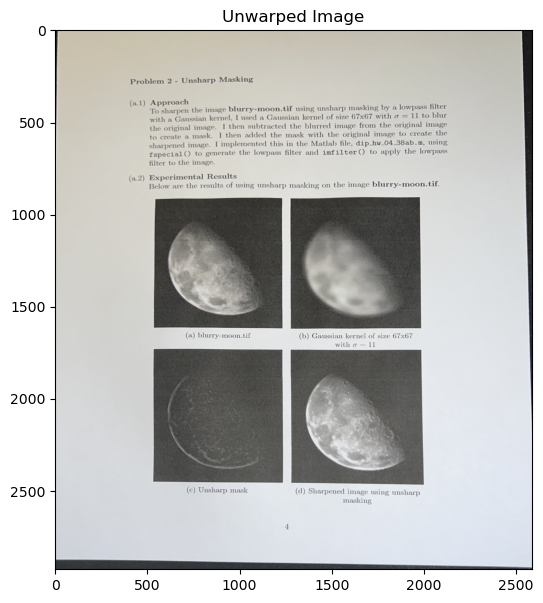 Unwarped Image
0
500
1000
1500
2000
2500
Problem 2 - Unsharp Masking
(a.1) Approach
To sharpen the image blurry-moon.tif using unsharp masking by a lowpass filter
with a Gaussian kernel, I used a Gaussian kernel of size 67x67 with σ = 11 to blur
the original image. I then subtracted the blurred image from the original image
to create a mask. I then added the mask with the original image to create the
sharpened image. I implemented this in the Matlab file, dip_hw_04_38ab.m, using
fspecial() to generate the lowpass filter and imfilter() to apply the lowpass
filter to the image.
(a.2) Experimental Results
Below are the results of using unsharp masking on the image blurry-moon.tif.
(a) blurry-moon.tif
(b) Gaussian kernel of size 67x67
with σ = 11
(c) Unsharp mask
(d) Sharpened image using unsharp
masking
4
0 500 1000 1500 2000 2500